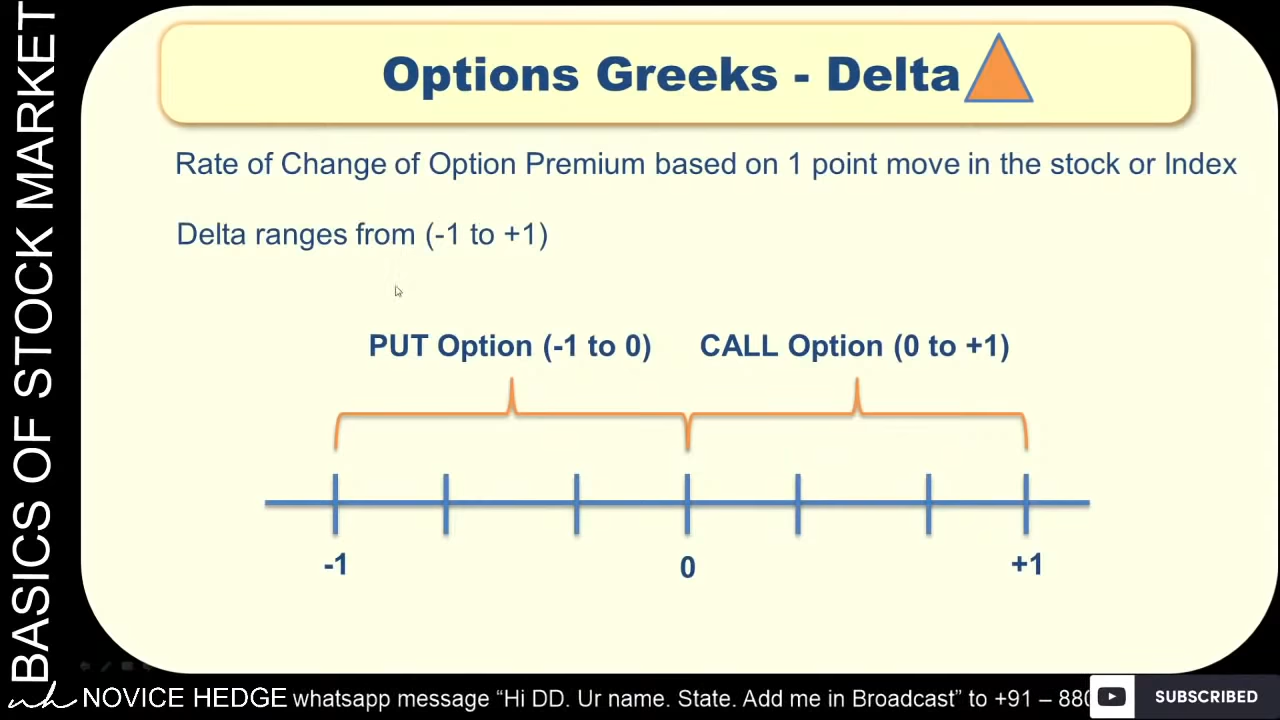 BASICS OF STOCK MARKET
Options Greeks - Delta
Rate of Change of Option Premium based on 1 point move in the stock or Index
Delta ranges from (-1 to +1)
PUT Option (-1 to 0) CALL Option (0 to +1)
-1 0 +1
nh NOVICE HEDGE whatsapp message “Hi DD. Ur name. State. Add me in Broadcast” to +91 – 880
SUBSCRIBED